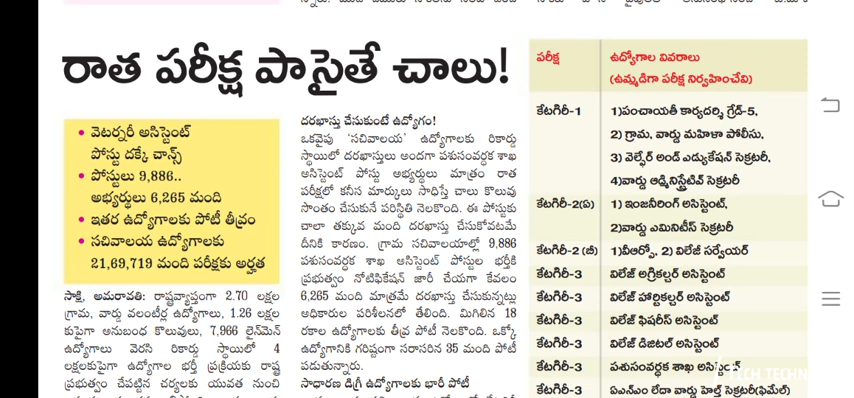 రాత పరీక్ష పాసైతే చాలు!
• వెటర్నరీ అసిస్టెంట్
పోస్టు దక్కే చాన్స్
• పోస్టులు 9,886..
అభ్యర్థులు 6,265 మంది
• ఇతర ఉద్యోగాలకు పోటీ తీవ్రం
• సచివాలయ ఉద్యోగాలకు
21,69,719 మంది పరీక్షకు అర్హత
సాక్షి, అమరావతి: రాష్ట్రవ్యాప్తంగా 2.70 లక్షల
గ్రామ, వార్డు వలంటీర్ల ఉద్యోగాలు, 1.26 లక్షల
కుపైగా అనుబంధ కొలువులు, 7,966 లైన్‌మెన్
ఉద్యోగాలు వెరసి రికార్డు స్థాయిలో 4
లక్షలకుపైగా ఉద్యోగాల భర్తీ ప్రక్రియకు రాష్ట్ర
ప్రభుత్వం చేపట్టిన చర్యలకు యువత నుంచి
దరఖాస్తు చేసుకుంటే ఉద్యోగం!
ఒకవైపు 'సచివాలయ' ఉద్యోగాలకు రికార్డు
స్థాయిలో దరఖాస్తులు అందగా పశుసంవర్ధక శాఖ
అసిస్టెంట్ పోస్టు అభ్యర్థులు మాత్రం రాత
పరీక్షలో కనీస మార్కులు సాధిస్తే చాలు కొలువు
సొంతం చేసుకునే పరిస్థితి నెలకొంది. ఈ పోస్టుకు
చాలా తక్కువ మంది దరఖాస్తు చేసుకోవటమే
దీనికి కారణం. గ్రామ సచివాలయాల్లో 9,886
పశుసంవర్ధక శాఖ అసిస్టెంట్ పోస్టుల భర్తీకి
ప్రభుత్వం నోటిఫికేషన్ జారీ చేయగా కేవలం
6,265 మంది మాత్రమే దరఖాస్తు చేసుకున్నట్లు
అధికారుల పరిశీలనలో తేలింది. మిగిలిన 18
రకాల ఉద్యోగాలకు తీవ్ర పోటీ నెలకొంది. ఒక్కో
ఉద్యోగానికి గరిష్టంగా సరాసరిన 35 మంది పోటీ
పడుతున్నారు.
సాధారణ డిగ్రీ ఉద్యోగాలకు భారీ పోటీ
పరీక్ష ఉద్యోగాల వివరాలు
(ఉమ్మడిగా పరీక్ష నిర్వహించేవి)
కేటగిరీ-1 1)పంచాయతీ కార్యదర్శి గ్రేడ్-5,
2) గ్రామ, వార్డు మహిళా పోలీసు,
3) వెల్ఫేర్ అండ్ ఎడ్యుకేషన్ సెక్రటరీ,
4)వార్డు అడ్మినిస్ట్రేటివ్ సెక్రటరీ
కేటగిరీ-2(ఏ) 1) ఇంజనీరింగ్ అసిస్టెంట్,
2)వార్డు ఎమినిటీస్ సెక్రటరీ
కేటగిరీ-2 (బీ) 1)వీఆర్వో, 2) విలేజ్ సర్వేయర్
కేటగిరీ-3 విలేజ్ అగ్రికల్చర్ అసిస్టెంట్
కేటగిరీ-3 విలేజ్ హార్టికల్చర్ అసిస్టెంట్
కేటగిరీ-3 విలేజ్ ఫిషరీస్ అసిస్టెంట్
కేటగిరీ-3 విలేజ్ డిజిటల్ అసిస్టెంట్
కేటగిరీ-3 పశుసంవర్ధక శాఖ అసిస్టెంట్
కేటగిరీ-3 ఏఎన్ఎం లేదా వార్డు హెల్త్ సెక్రటరీ(ఫిమేల్)
TECH TECHN